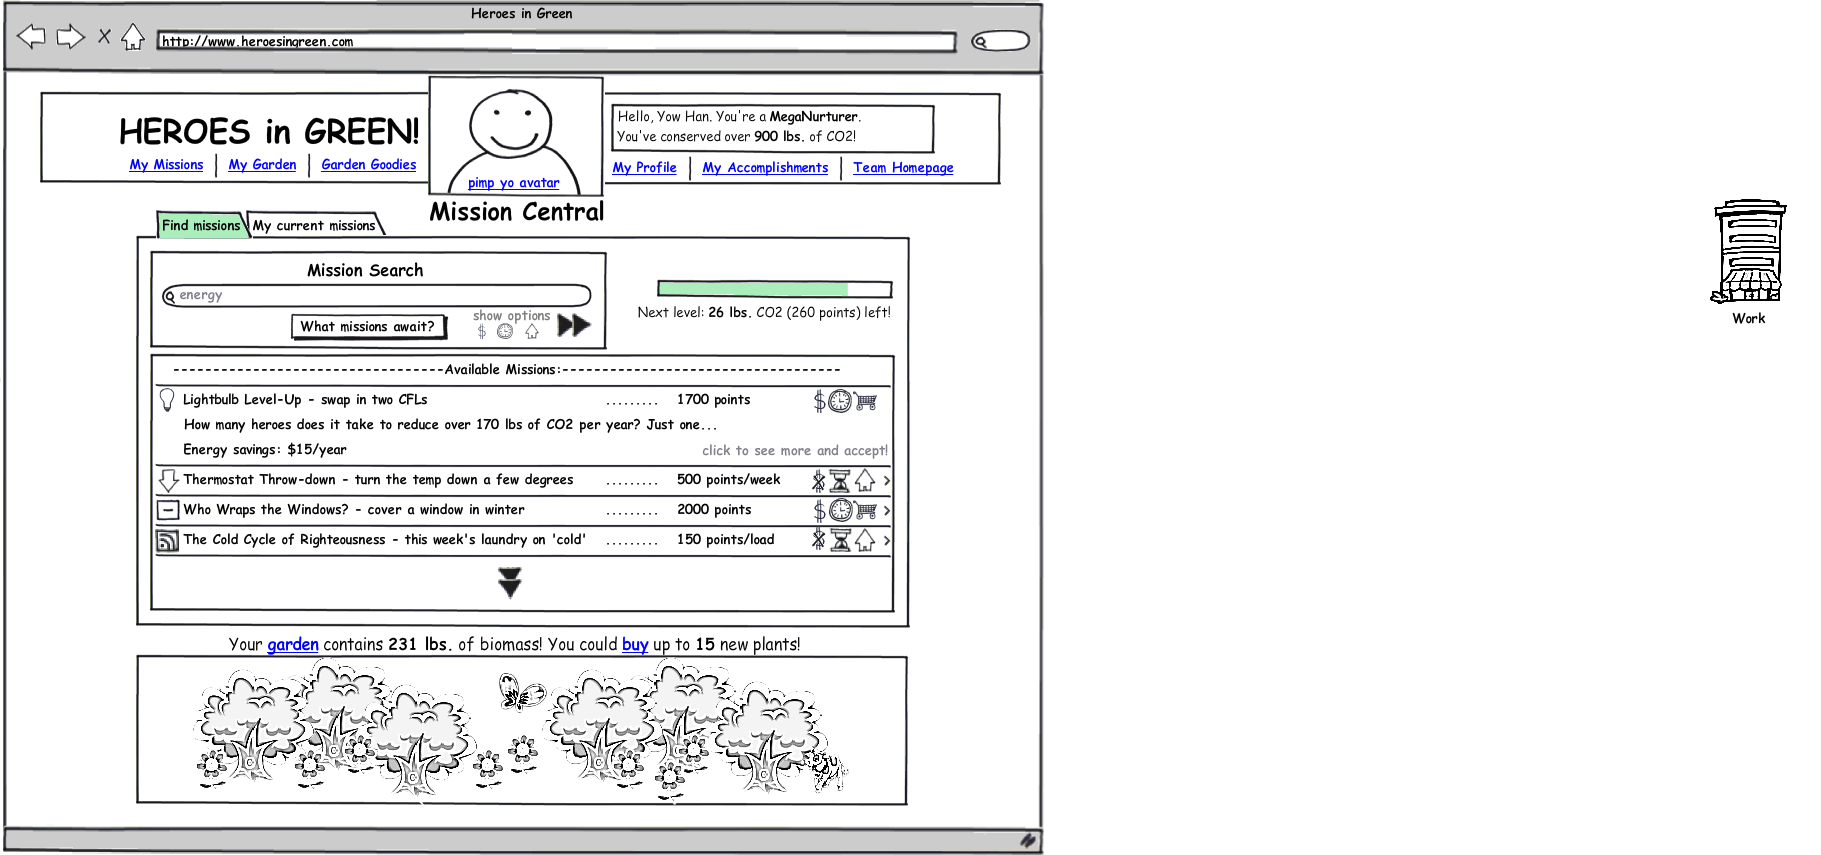 Heroes in Green
http://www.heroesingreen.com
HEROES in GREEN!
My Missions My Garden Garden Goodies
pimp yo avatar
Hello, Yow Han. You're a MegaNurturer.
You've conserved over 900 lbs. of CO2!
My Profile My Accomplishments Team Homepage
Mission Central
Find missions My current missions
Mission Search
energy
What missions await?
show options
$
Next level: 26 lbs. CO2 (260 points) left!
---------------------------------Available Missions:----------------------------------
Lightbulb Level-Up - swap in two CFLs ......... 1700 points $
How many heroes does it take to reduce over 170 lbs of CO2 per year? Just one...
Energy savings: $15/year click to see more and accept!
Thermostat Throw-down - turn the temp down a few degrees ......... 500 points/week $ >
Who Wraps the Windows? - cover a window in winter ......... 2000 points $ >
The Cold Cycle of Righteousness - this week's laundry on 'cold' ......... 150 points/load $ >
Your garden contains 231 lbs. of biomass! You could buy up to 15 new plants!
C C C C C C
Work